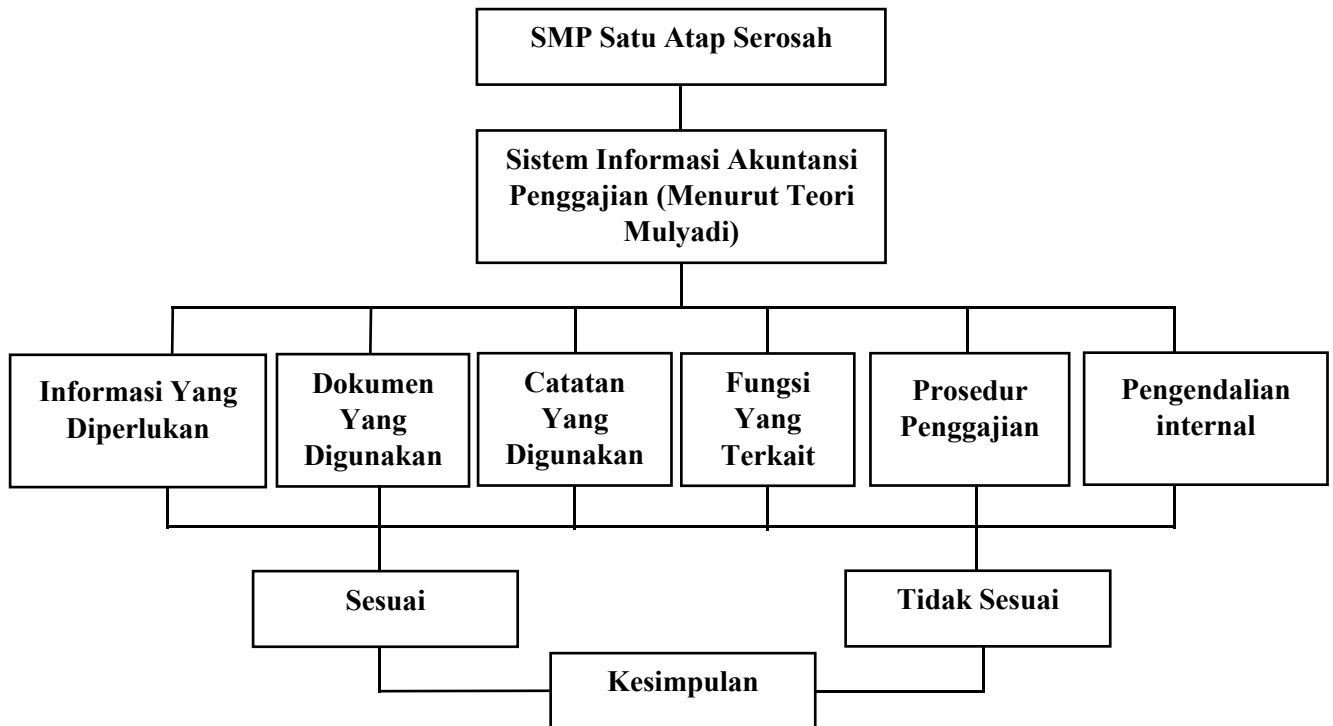 SMP Satu Atap Serosah
Sistem Informasi Akuntansi
Penggajian (Menurut Teori
Mulyadi)
Informasi Yang
Diperlukan
Dokumen
Yang
Digunakan
Catatan
Yang
Digunakan
Fungsi
Yang
Terkait
Prosedur
Penggajian
Pengendalian
internal
Sesuai
Tidak Sesuai
Kesimpulan